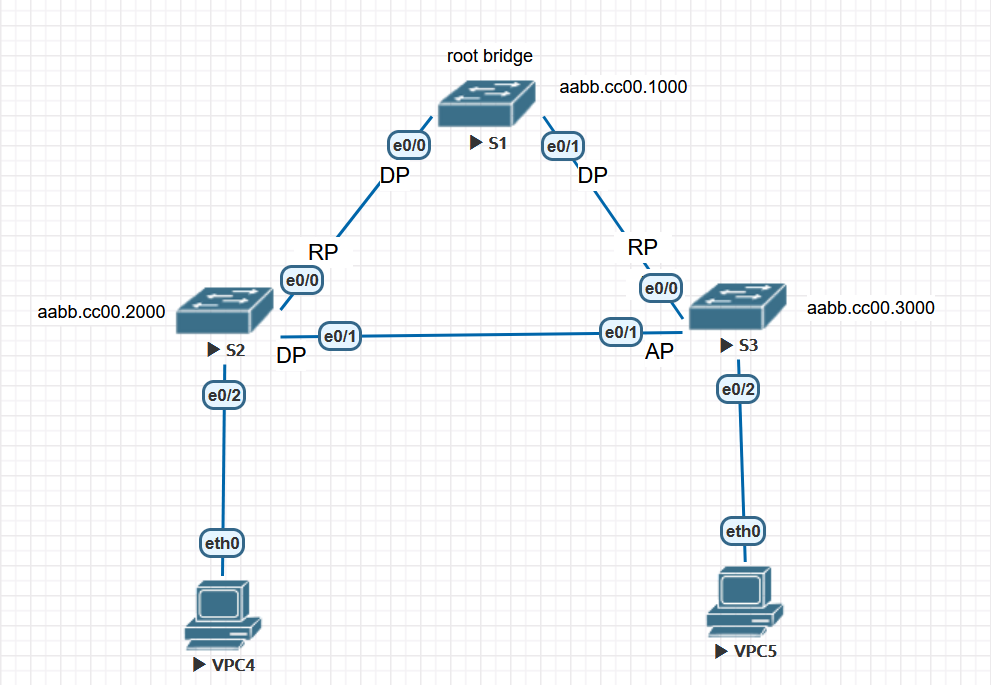 root bridge
aabb.cc00.1000
S1
e0/0
e0/1
DP
DP
RP
RP
e0/0
e0/0
aabb.cc00.2000
aabb.cc00.3000
e0/1
e0/1
S2
DP
AP
S3
e0/2
e0/2
eth0
eth0
VPC4
VPC5